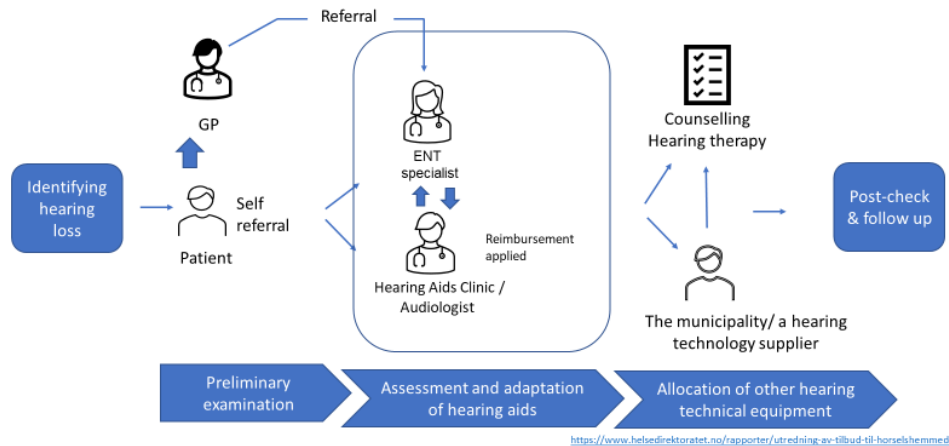 Referral
GP
Identifying
hearing
loss
Self
referral
Patient
ENT
specialist
Reimbursement
applied
Hearing Aids Clinic /
Audiologist
Counselling
Hearing therapy
The municipality/ a hearing
technology supplier
Post-check
& follow up
Preliminary
examination
Assessment and adaptation
of hearing aids
Allocation of other hearing
technical equipment
https://www.helsedirektoratet.no/rapporter/utredning-av-tilbud-til-horselshemmed